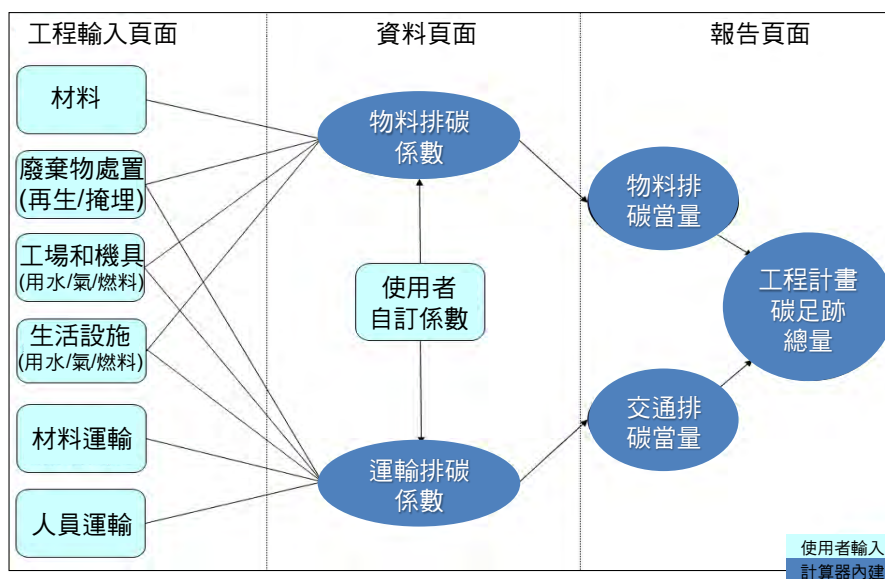 工程輸入頁面
資料頁面
報告頁面
材料
廢棄物處置
(再生/掩埋)
工場和機具
(用水/氣/燃料)
生活設施
(用水/氣/燃料)
材料運輸
人員運輸
物料排碳
係數
使用者
自訂係數
運輸排碳
係數
物料排
碳當量
交通排
碳當量
工程計畫
碳足跡
總量
使用者輸入
計算器內建